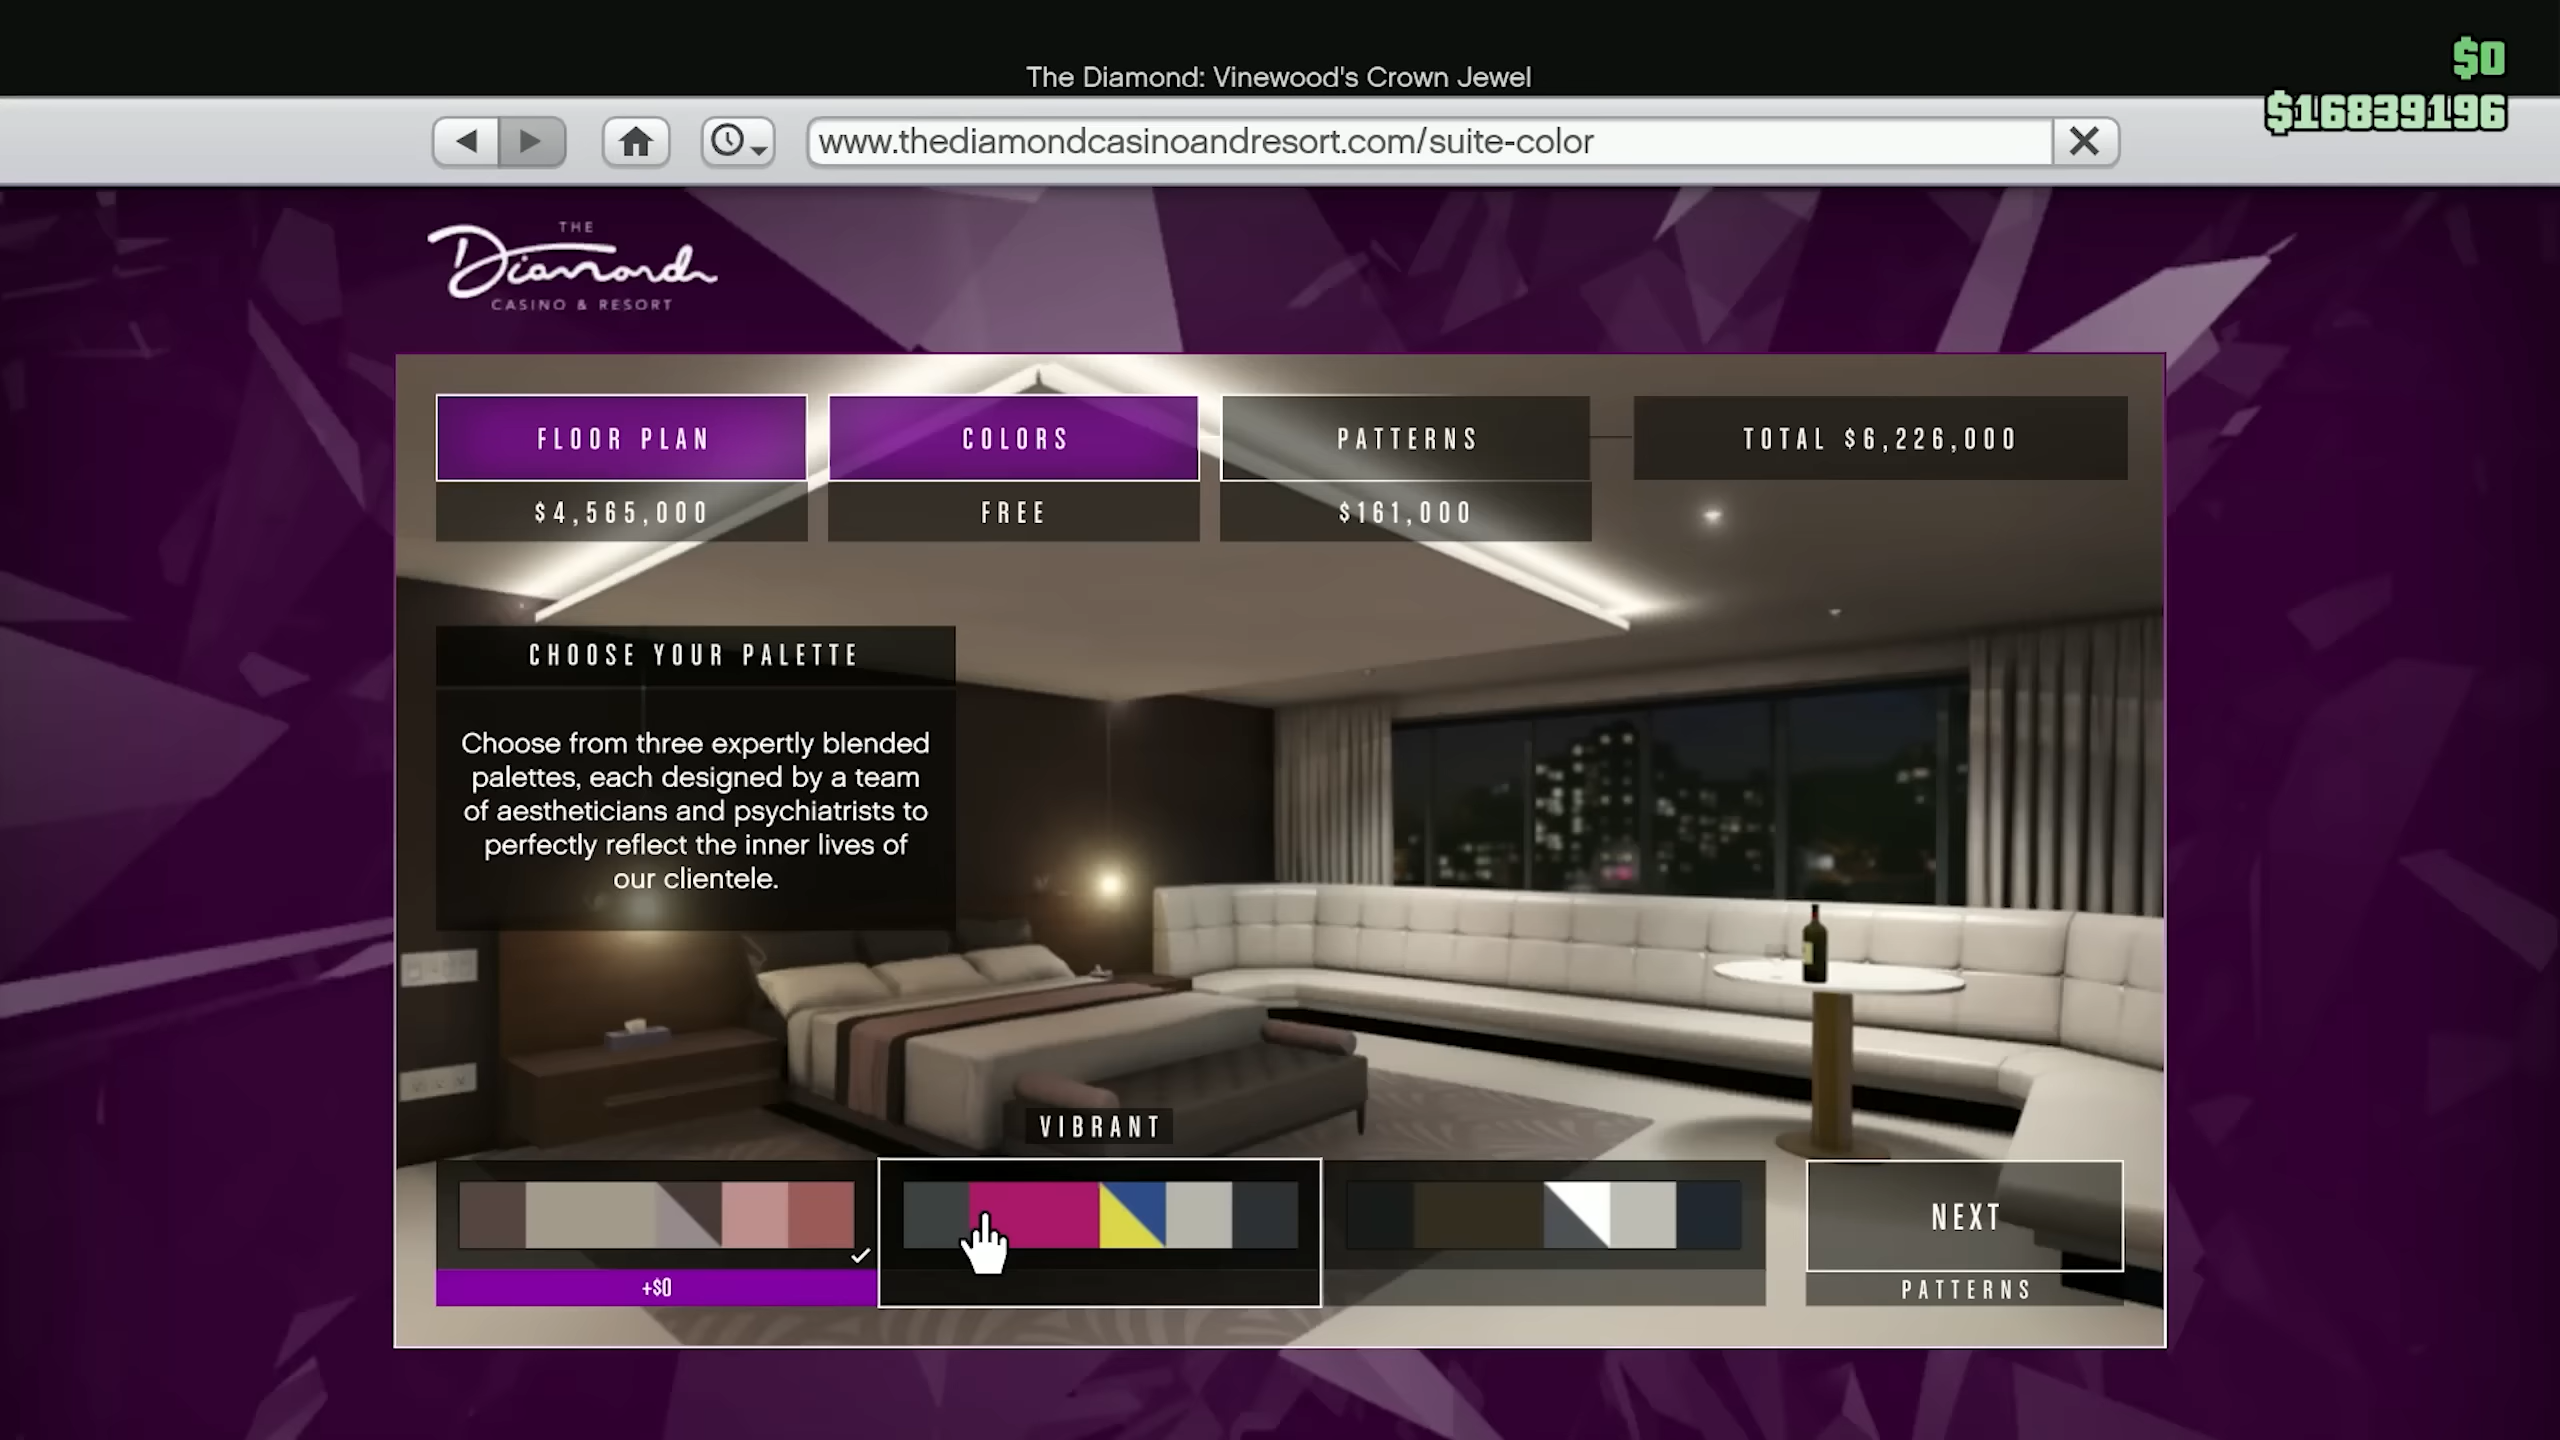 $0
The Diamond: Vinewood's Crown Jewel
$16839196
www.thediamondcasinoandresort.com/suite-color
THE
Diamond
CASINO & RESORT
FLOOR PLAN
COLORS
PATTERNS
TOTAL $6,226,000
$4,565,000
FREE
$161,000
CHOOSE YOUR PALETTE
Choose from three expertly blended
palettes, each designed by a team
of aestheticians and psychiatrists to
perfectly reflect the inner lives of
our clientele.
VIBRANT
NEXT
+$0
PATTERNS